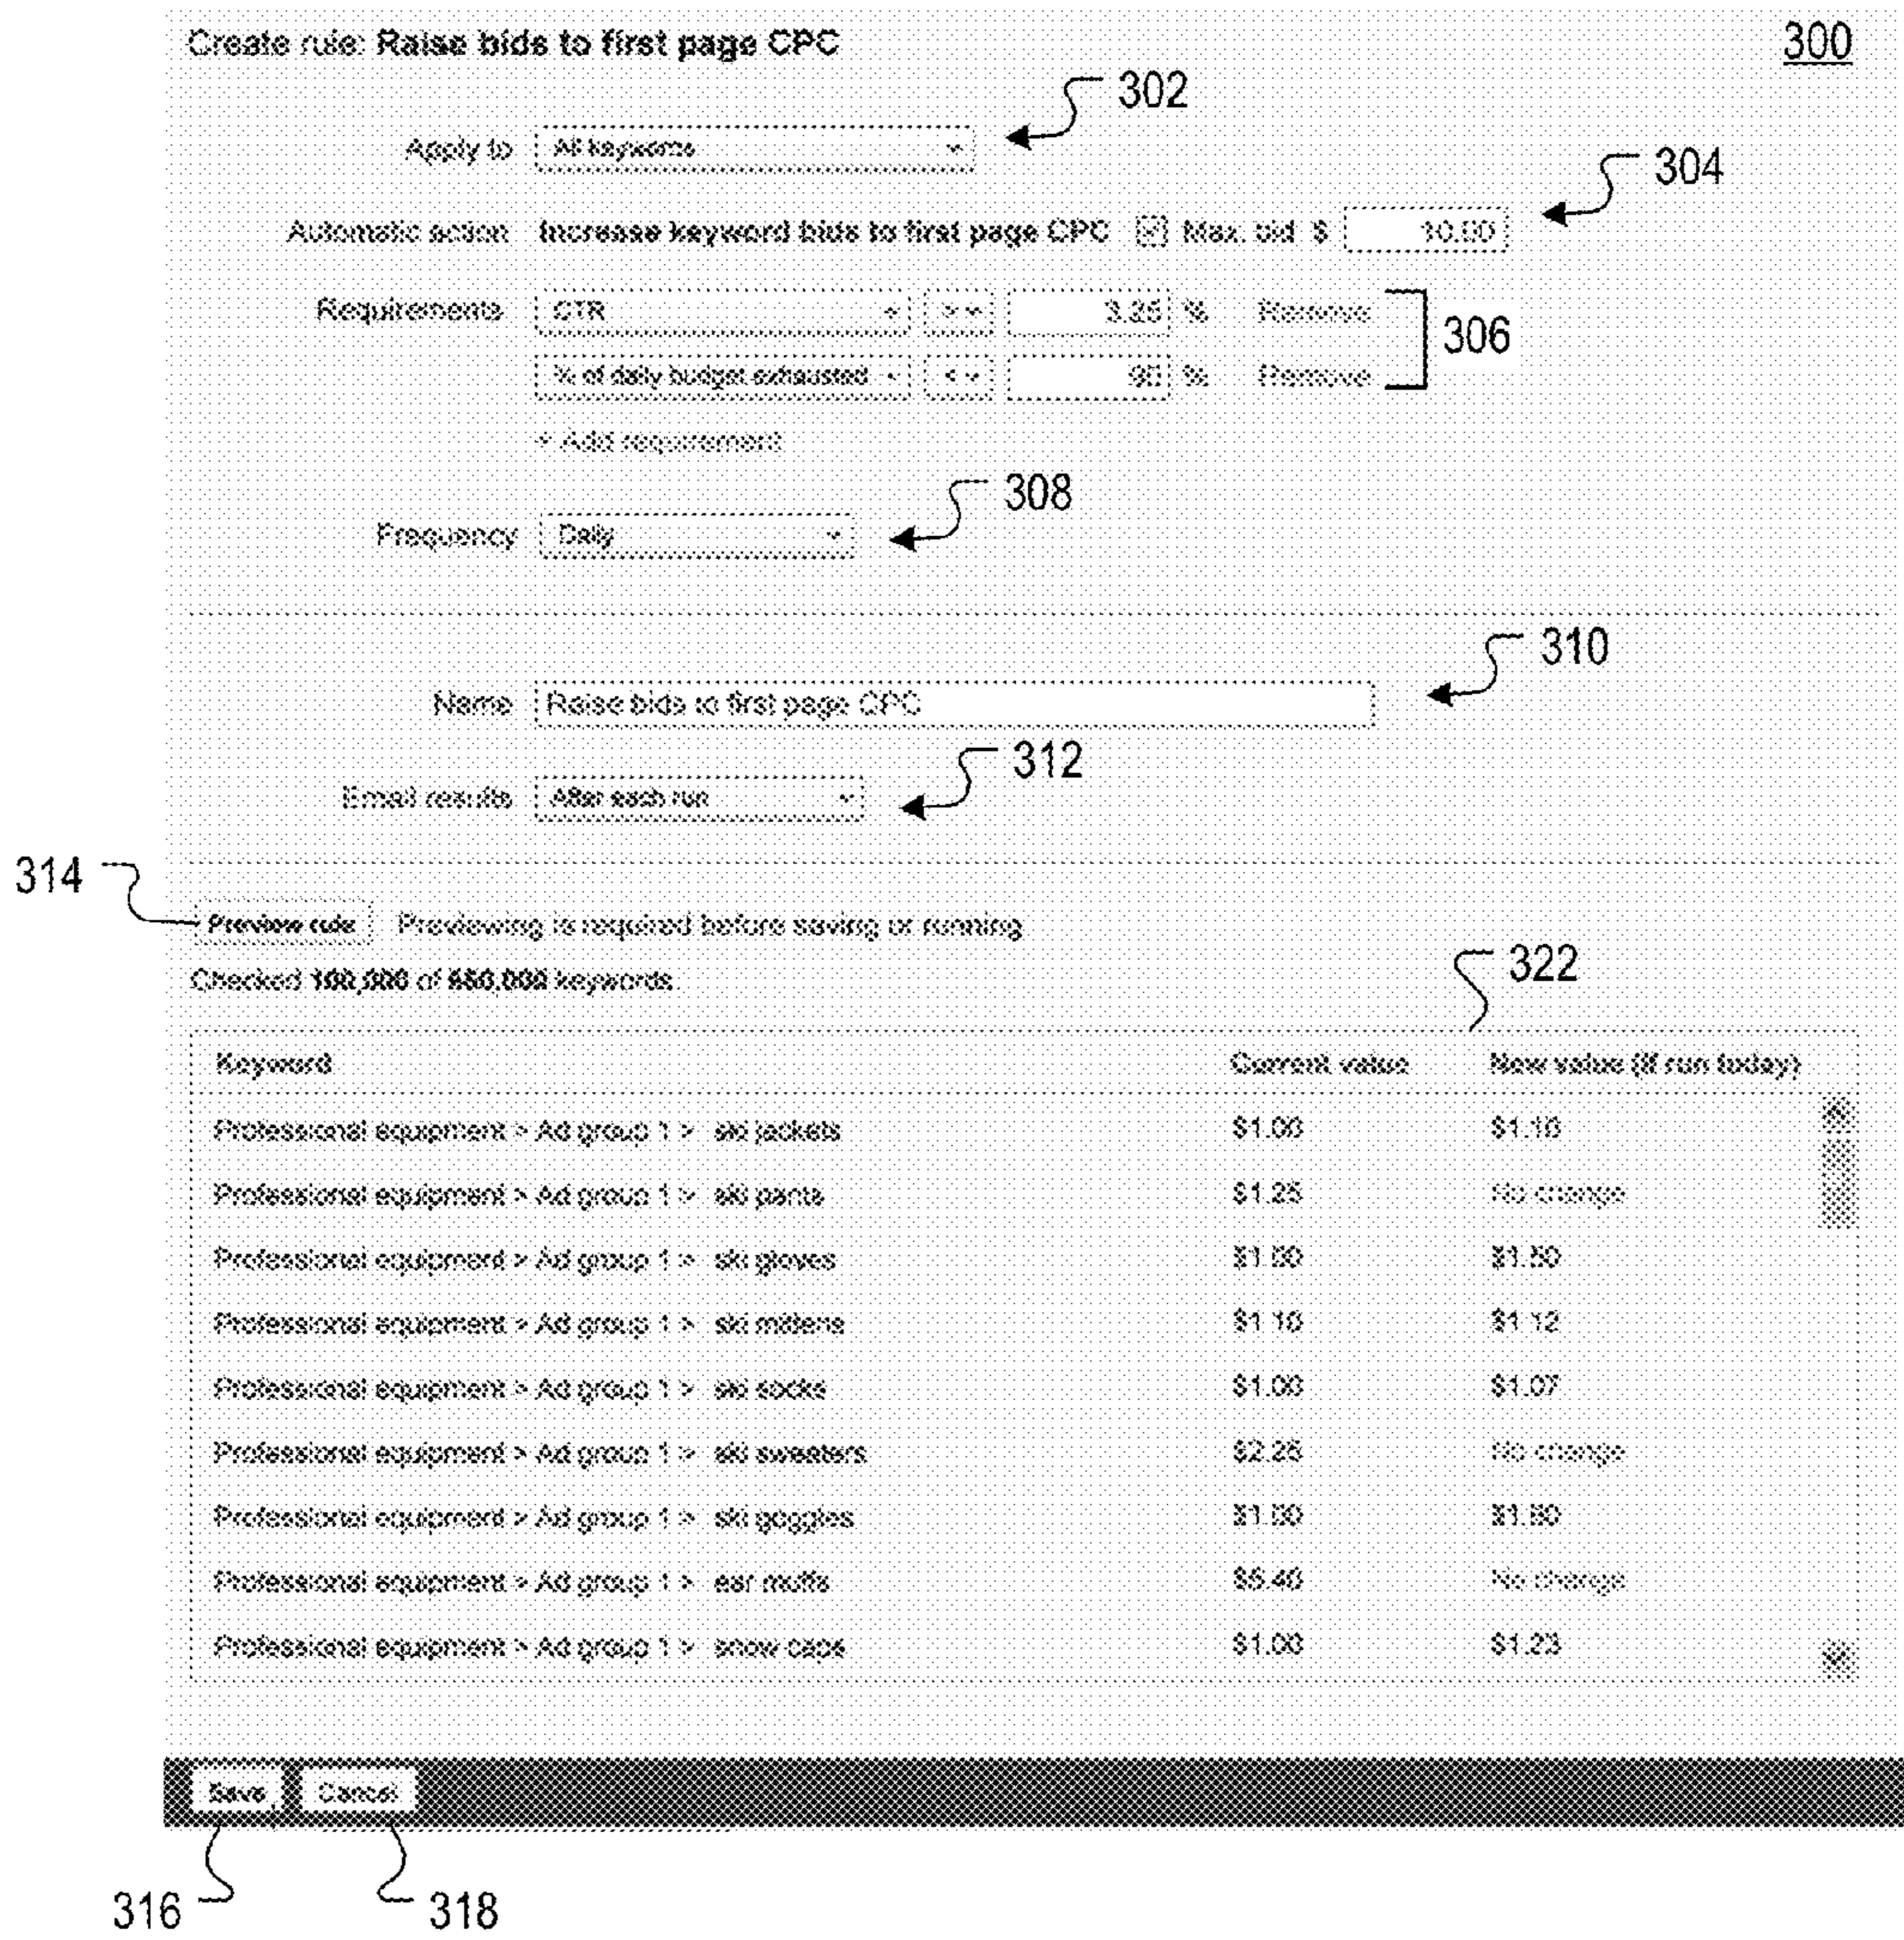 Create rule: Raise bids to first page CPC
300
302
Apply to All keywords
304
Automatic action Increase keyword bids to first page CPC Max. bid $ 10.00
Requirements CTR > 3.25 % Remove
306
% of daily budget exhausted < 90 % Remove
+ Add requirement
308
Frequency Daily
310
Name Raise bids to first page CPC
312
Email results After each run
314
Preview rule Previewing is required before saving or running
Checked 100,000 of keywords
322
Keyword Current value New value (if run today)
Professional equipment > Ad group 1 > ski jackets $1.00 $1.10
Professional equipment > Ad group 1 > ski pants $1.25 No change
Professional equipment > Ad group 1 > ski gloves $1.00 $1.50
Professional equipment > Ad group 1 > ski mittens $1.10 $1.12
Professional equipment > Ad group 1 > ski socks $1.00 $1.07
Professional equipment > Ad group 1 > ski sweaters $2.25 No change
Professional equipment > Ad group 1 > ski goggles $1.00
Professional equipment > Ad group 1 > ear muffs No change
Professional equipment > Ad group 1 > snow caps $1.00 $1.23
Save Cancel
316 318